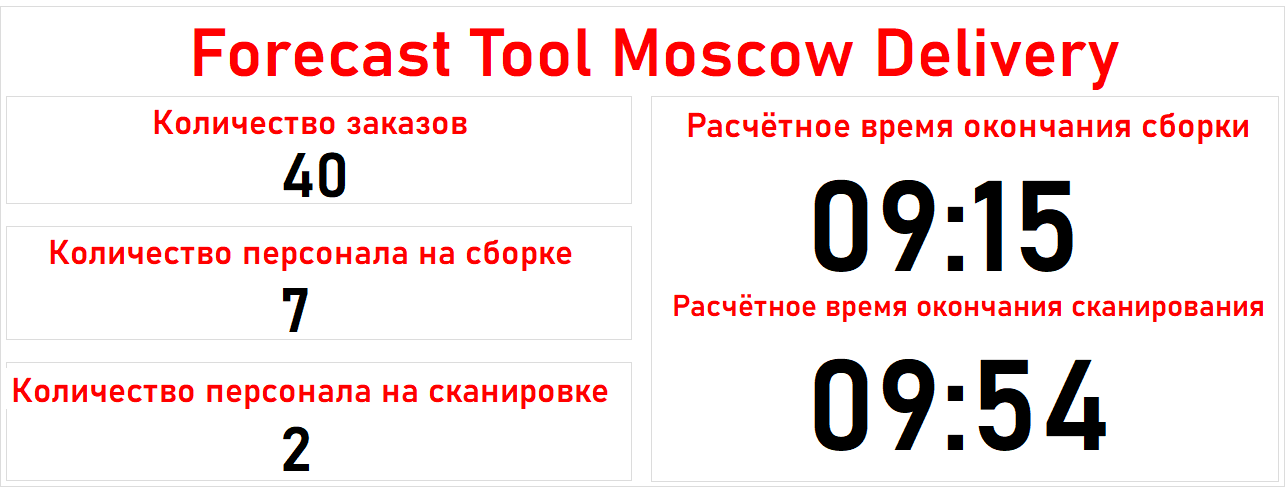 Forecast Tool Moscow Delivery
Количество заказов
40
Количество персонала на сборке
7
Количество персонала на сканировке
2
Расчётное время окончания сборки
09:15
Расчётное время окончания сканирования
09:54